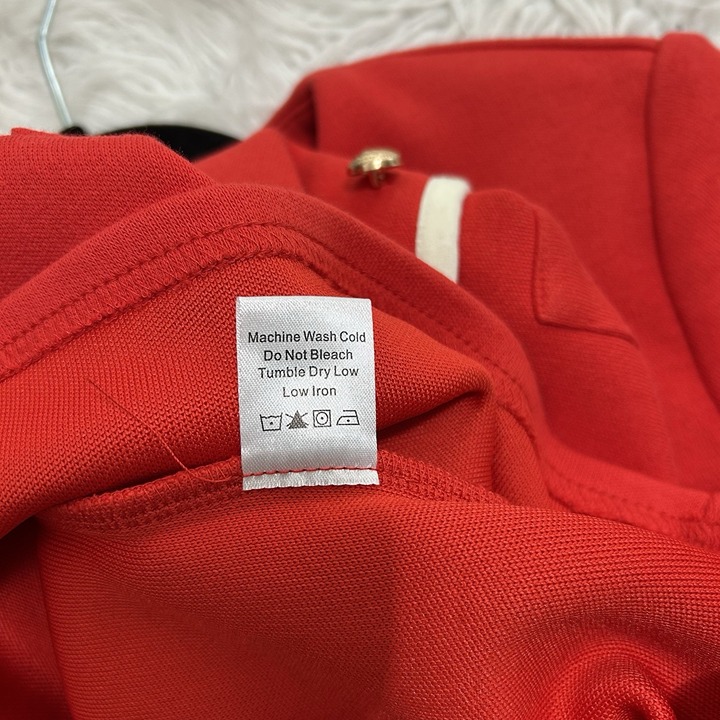 Machine Wash Cold
Do Not Bleach
Tumble Dry Low
Low Iron